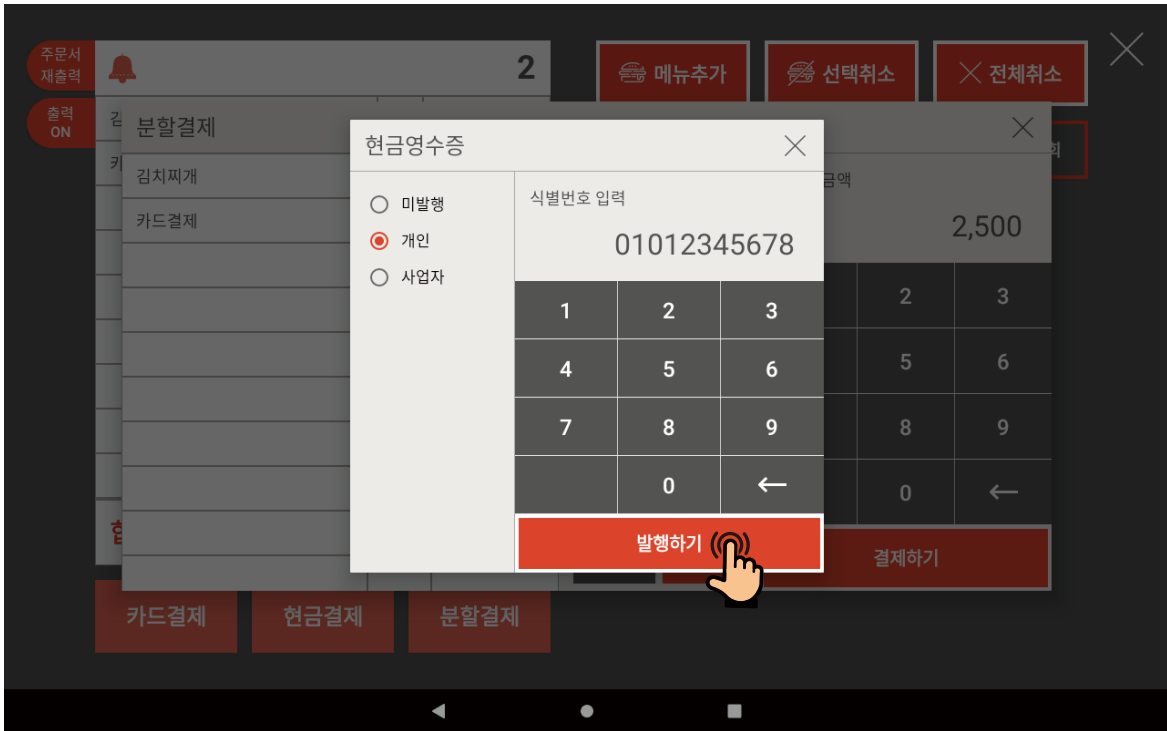 주문서
재출력
2
메뉴추가
선택취소
전체취소
출력
ON
분할결제
김치찌개
카드결제
금액
2,500
현금영수증
미발행
개인
사업자
식별번호 입력
01012345678
1 2 3
4 5 6
7 8 9
0
발행하기
2 3
5 6
8 9
0
결제하기
카드결제
현금결제
분할결제